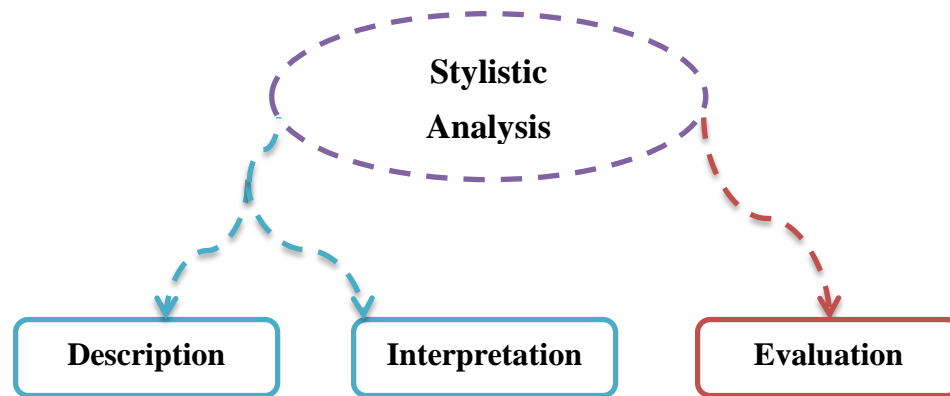 Stylistic
Analysis
Description
Interpretation
Evaluation